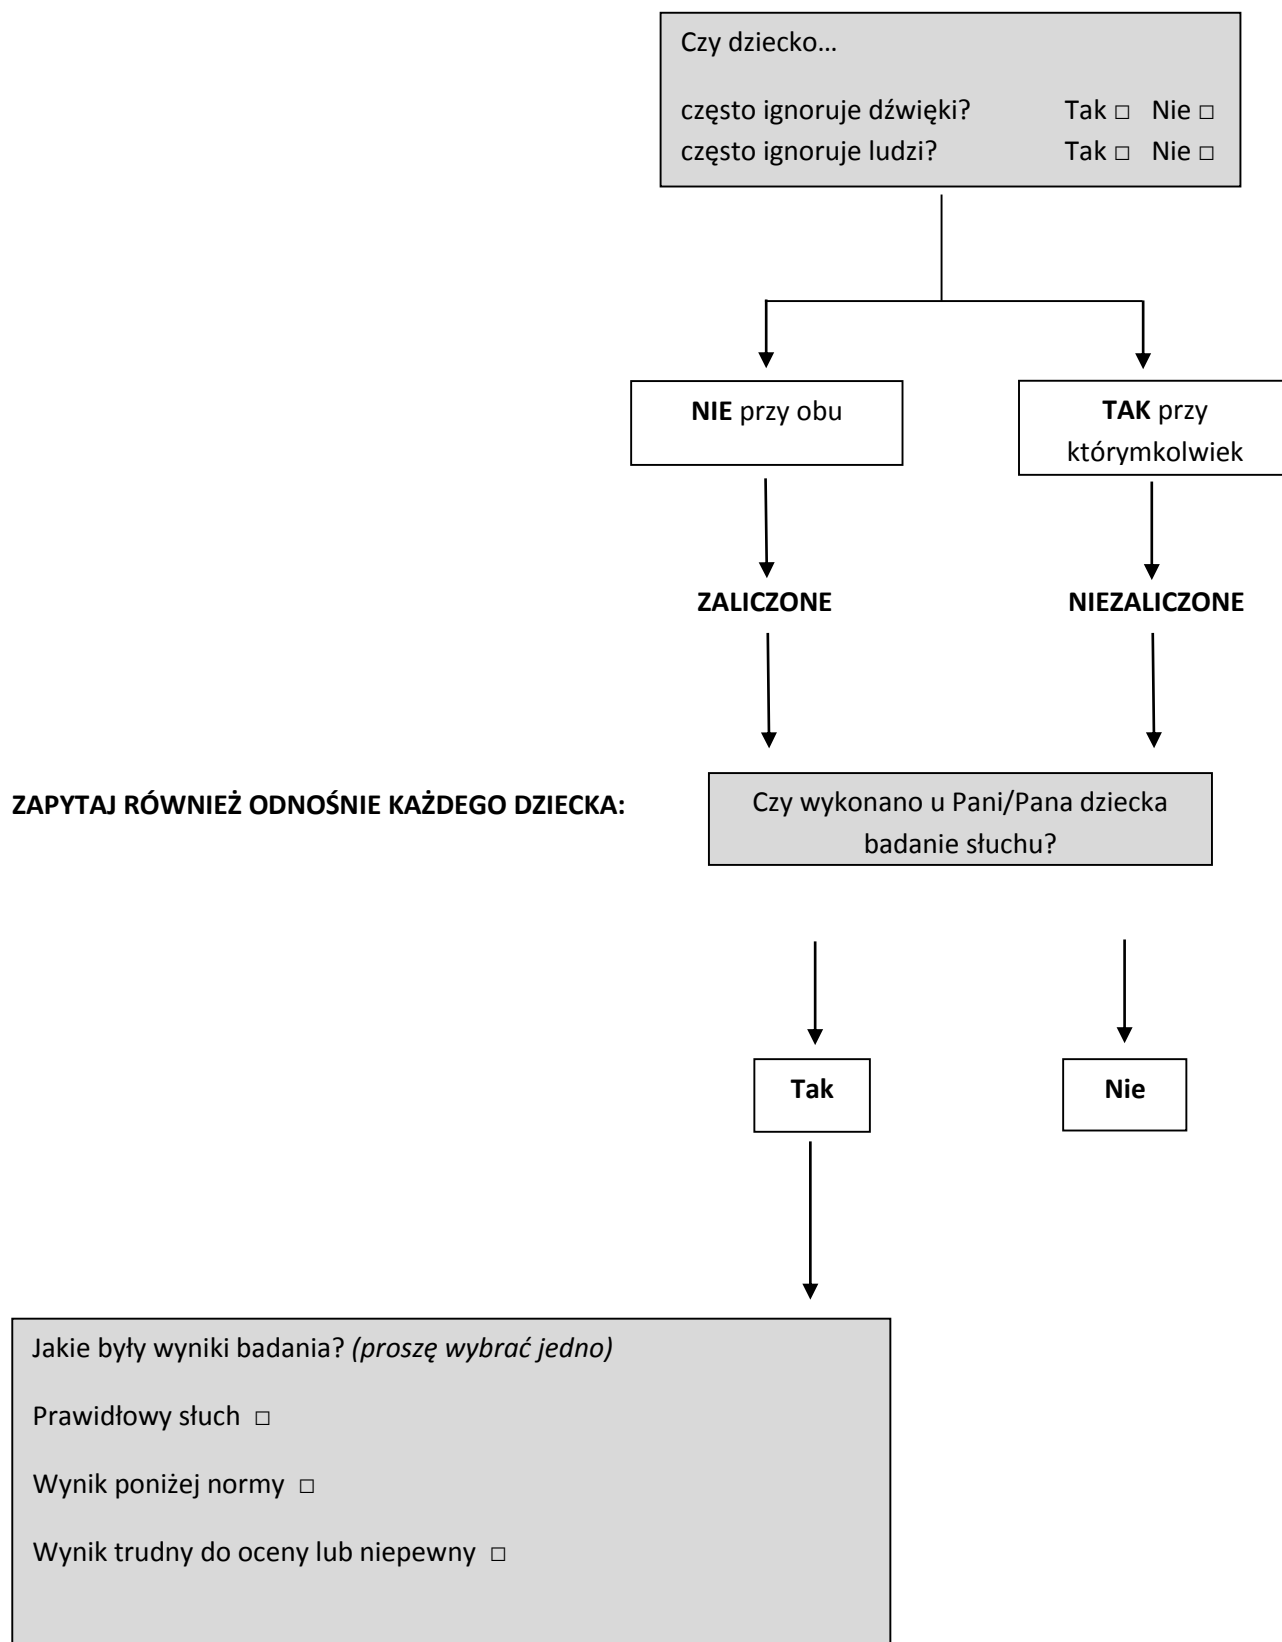 Czy dziecko...
często ignoruje dźwięki? Tak □ Nie □
często ignoruje ludzi? Tak □ Nie □
NIE przy obu
TAK przy
którymkolwiek
ZALICZONE
NIEZALICZONE
ZAPYTAJ RÓWNIEŻ ODNOŚNIE KAŻDEGO DZIECKA:
Czy wykonano u Pani/Pana dziecka
badanie słuchu?
Tak
Nie
Jakie były wyniki badania? (proszę wybrać jedno)
Prawidłowy słuch □
Wynik poniżej normy □
Wynik trudny do oceny lub niepewny □